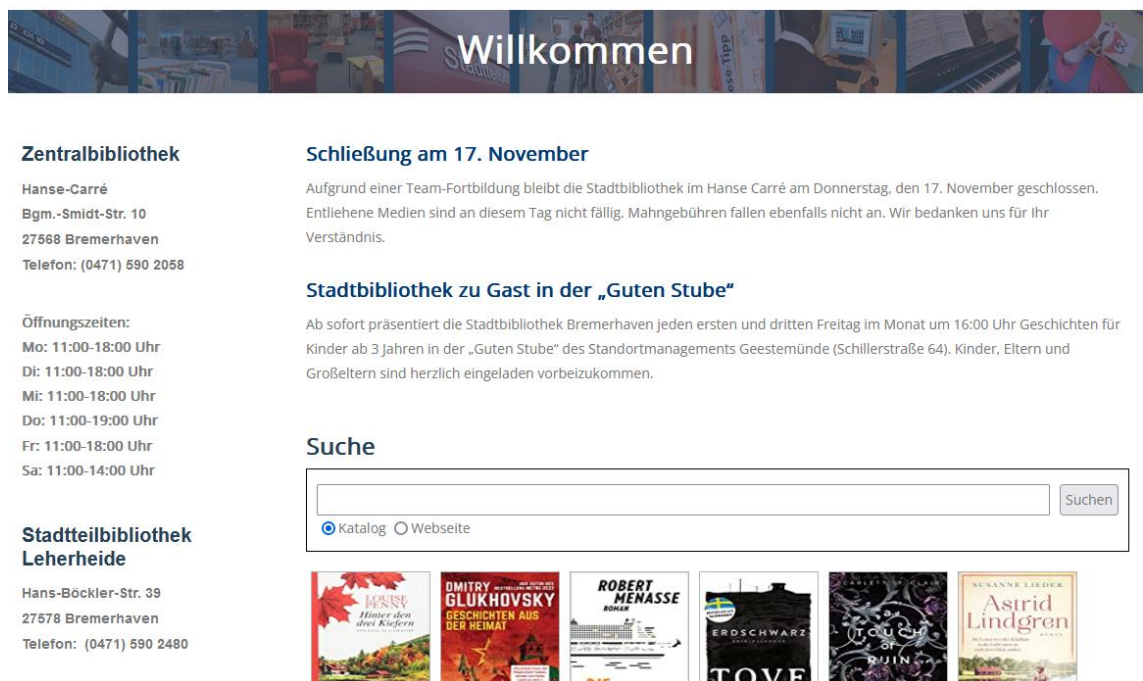 Willkommen
Zentralbibliothek
Hanse-Carré
Bgm.-Smidt-Str. 10
27568 Bremerhaven
Telefon: (0471) 590 2058
Öffnungszeiten:
Mo: 11:00-18:00 Uhr
Di: 11:00-18:00 Uhr
Mi: 11:00-18:00 Uhr
Do: 11:00-19:00 Uhr
Fr: 11:00-18:00 Uhr
Sa: 11:00-14:00 Uhr
Stadtteilbibliothek
Leherheide
Hans-Böckler-Str. 39
27578 Bremerhaven
Telefon: (0471) 590 2480
Schließung am 17. November
Aufgrund einer Team-Fortbildung bleibt die Stadtbibliothek im Hanse Carré am Donnerstag, den 17. November geschlossen.
Entliehene Medien sind an diesem Tag nicht fällig. Mahngebühren fallen ebenfalls nicht an. Wir bedanken uns für Ihr
Verständnis.
Stadtbibliothek zu Gast in der „Guten Stube“
Ab sofort präsentiert die Stadtbibliothek Bremerhaven jeden ersten und dritten Freitag im Monat um 16:00 Uhr Geschichten für
Kinder ab 3 Jahren in der „Guten Stube“ des Standortmanagements Geestemünde (Schillerstraße 64). Kinder, Eltern und
Großeltern sind herzlich eingeladen vorbeizukommen.
Suche
Suchen
Katalog Webseite
LOUISE
PENNY
Hinter den
drei Kiefern
DMITRY
GLUKHOVSKY
GESCHICHTEN AUS
DER HEIMAT
ROBERT
MENASSE
ROMAN
DIE
ERDSCHWARZ
TOVE
SCARLETT ST. CLAIR
a
TOUCH
of
RUIN
SUSANNE LIEDER
Astrid
Lindgren
ROMAN